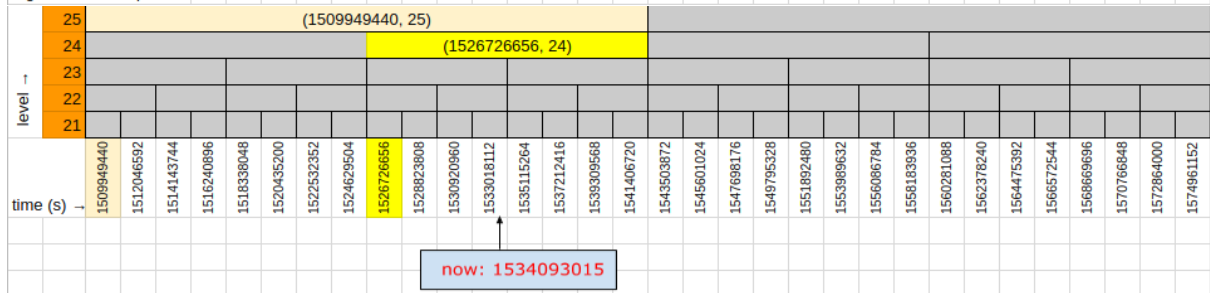 25 (1509949440, 25)
24 (1526726656, 24)
23
22
21
level →
time (s) → 1509949440 1512046592 1514143744 1516240896 1518338048 1520435200 1522532352 1524629504 1526726656 1528823808 1530920960 1533018112 1535115264 1537212416 1539309568 1541406720 1543503872 1545601024 1547698176 1549795328 1551892480 1553989632 1556086784 1558183936 1560281088 1562378240 1564475392 1566572544 1568669696 1570766848 1572864000 1574961152
now: 1534093015